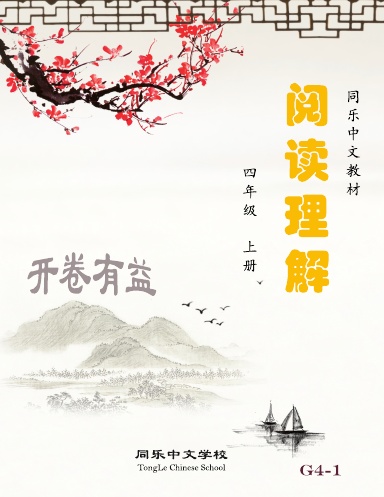 同乐中文教材
阅读理解
四年级 上册
开卷有益
同乐中文学校
TongLe Chinese School
G4-1